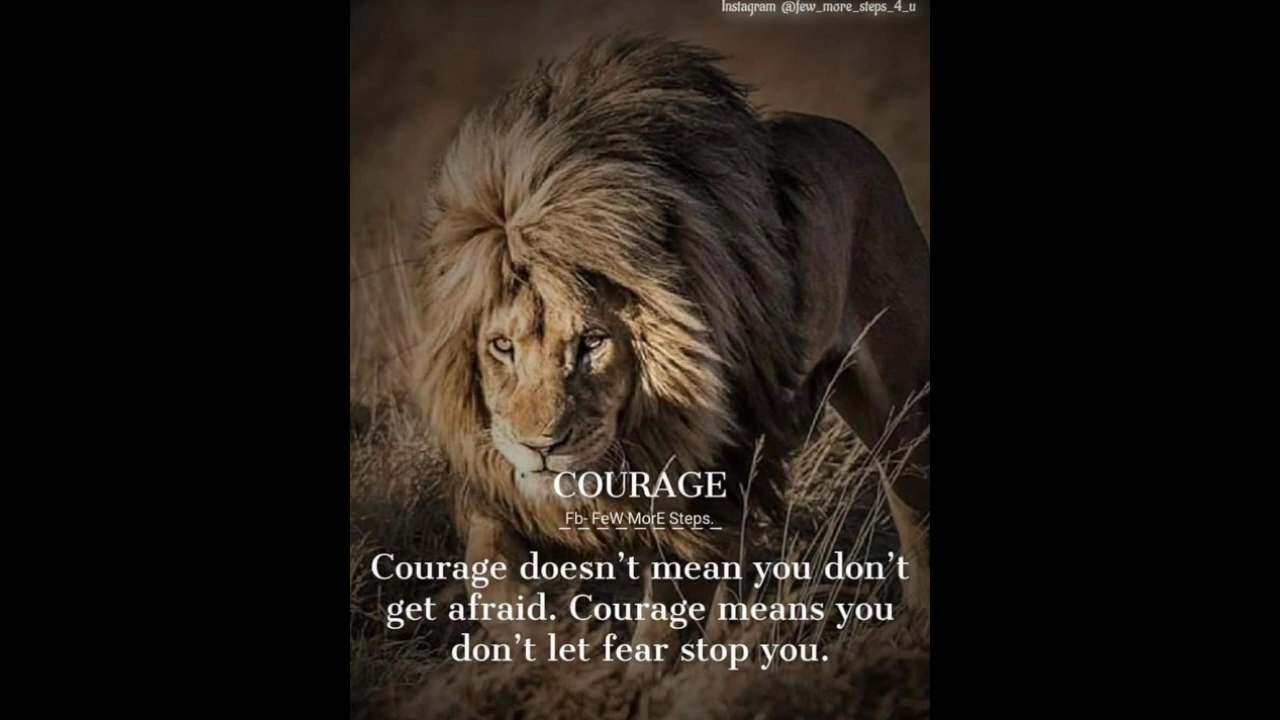 Instagram @few_more_steps_4_u
COURAGE
Fb- FeW MorE Steps.
Courage doesn’t mean you don’t
get afraid. Courage means you
don’t let fear stop you.